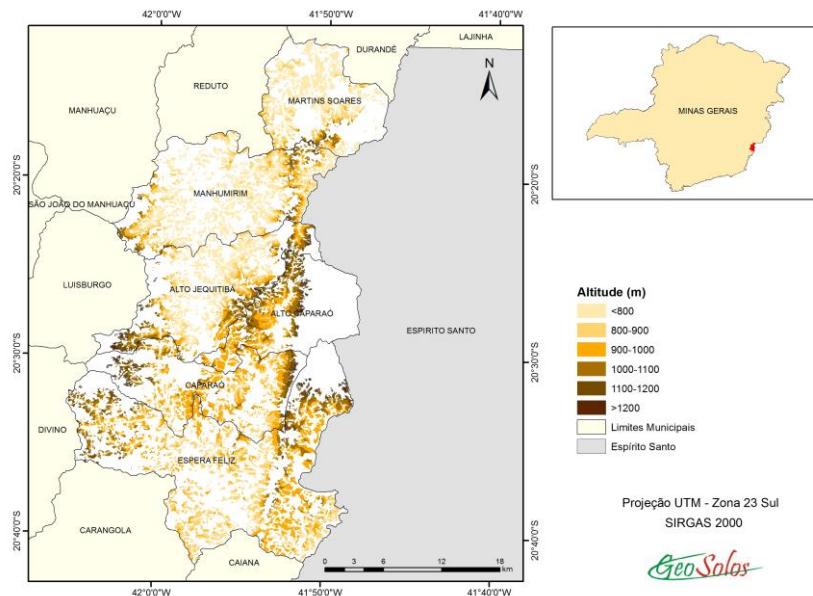 42°0'0"W
41°50'0"W
41°40'0"W
LAJINHA
DURANDÉ
REDUTO
N
MANHUAÇU
MARTINS SOARES
MINAS GERAIS
20°20'0"S
20°20'0"S
MANHUMIRIM
SÃO JOÃO DO MANHUAÇU
LUISBURGO
ALTO JEQUITIBÁ
ALTO CAPARAÓ
ESPIRITO SANTO
Altitude (m)
<800
800-900
900-1000
1000-1100
1100-1200
>1200
Limites Municipais
Espírito Santo
20°30'0"S
20°30'0"S
CAPARAÓ
DIVINO
ESPERA FELIZ
CARANGOLA
CAIANA
20°40'0"S
20°40'0"S
0
3
6
12
18
km
Projeção UTM - Zona 23 Sul
SIRGAS 2000
GeoSolos
42°0'0"W
41°50'0"W
41°40'0"W